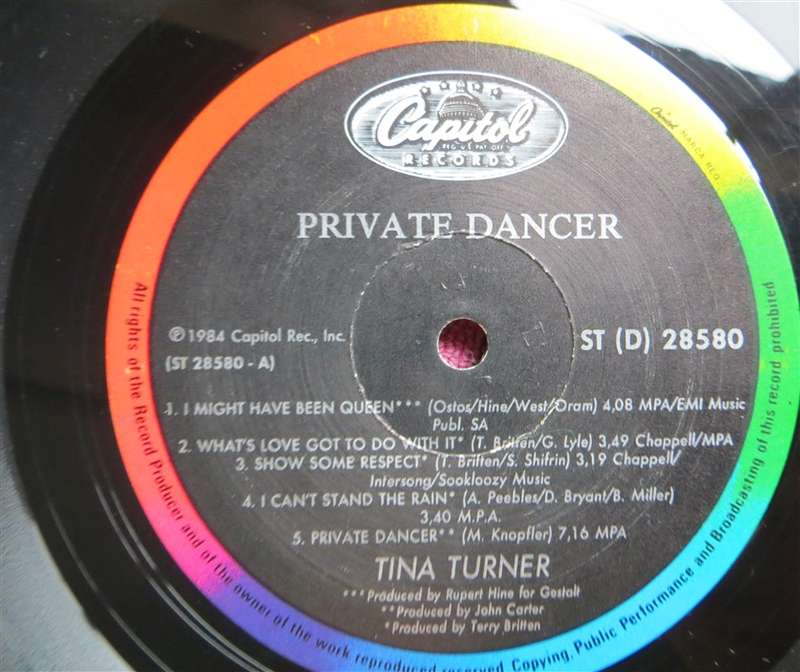 Capitol
REG. U.S. PAT. OFF.
RECORDS
Capitol MARCA REG.
PRIVATE DANCER
℗1984 Capitol Rec., Inc.
(ST 28580 - A)
ST (D) 28580
1. I MIGHT HAVE BEEN QUEEN*** (Ostos/Hine/West/Oram) 4,08 MPA/EMI Music
Publ. SA
2. WHAT'S LOVE GOT TO DO WITH IT* (T. Britten/G. Lyle) 3,49 Chappell/MPA
3. SHOW SOME RESPECT* (T. Britten/S. Shifrin) 3,19 Chappell/
Intersong/Sookloozy Music
4. I CAN'T STAND THE RAIN* (A. Peebles/D. Bryant/B. Miller)
3,40 M.P.A.
5. PRIVATE DANCER** (M. Knopfler) 7,16 MPA
TINA TURNER
***Produced by Rupert Hine for Gestalt
**Produced by John Carter
*Produced by Terry Britten
All rights of the Record Producer and of the owner of the work reproduced reserved Copying, Public Performance and Broadcasting of this record prohibited